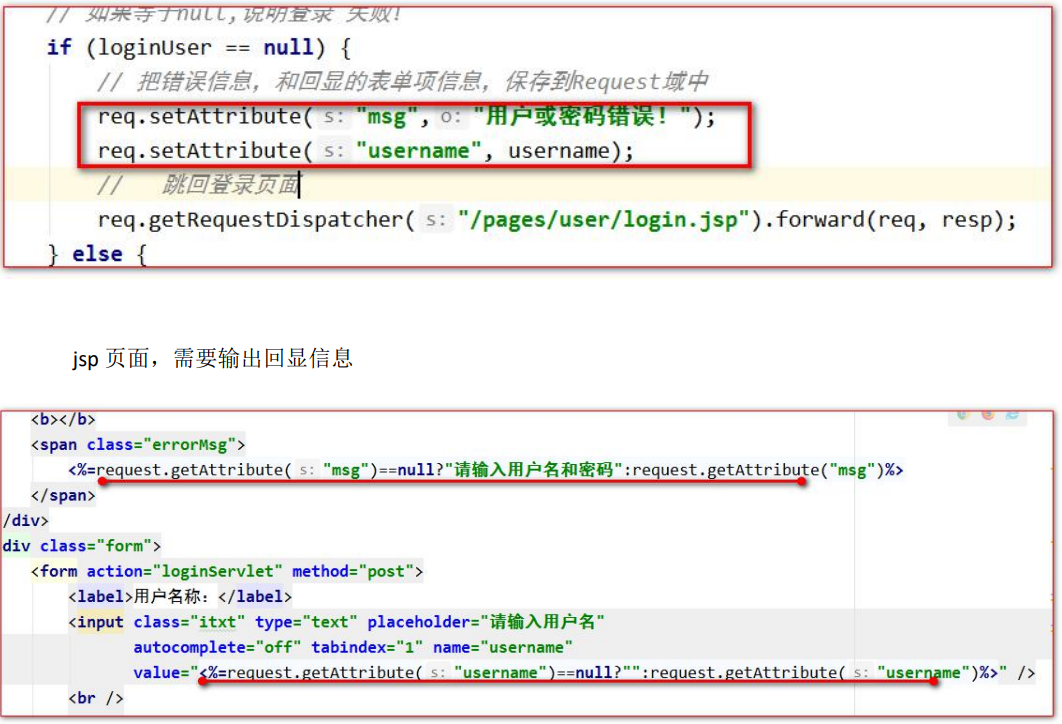 // 如果等于null,说明登录 失败!
if (loginUser == null) {
// 把错误信息，和回显的表单项信息，保存到Request域中
req.setAttribute( s: "msg", o: "用户或密码错误！");
req.setAttribute( s: "username", username);
// 跳回登录页面
req.getRequestDispatcher( s: "/pages/user/login.jsp").forward(req, resp);
} else {
jsp 页面，需要输出回显信息
<b></b>
<span class="errorMsg">
<%=request.getAttribute( s: "msg")==null?"请输入用户名和密码":request.getAttribute("msg")%>
</span>
/div>
div class="form">
<form action="loginServlet" method="post">
<label>用户名称：</label>
<input class="itxt" type="text" placeholder="请输入用户名"
autocomplete="off" tabindex="1" name="username"
value="<%=request.getAttribute( s: "username")==null?"":request.getAttribute( s: "username")%>" />
<br />